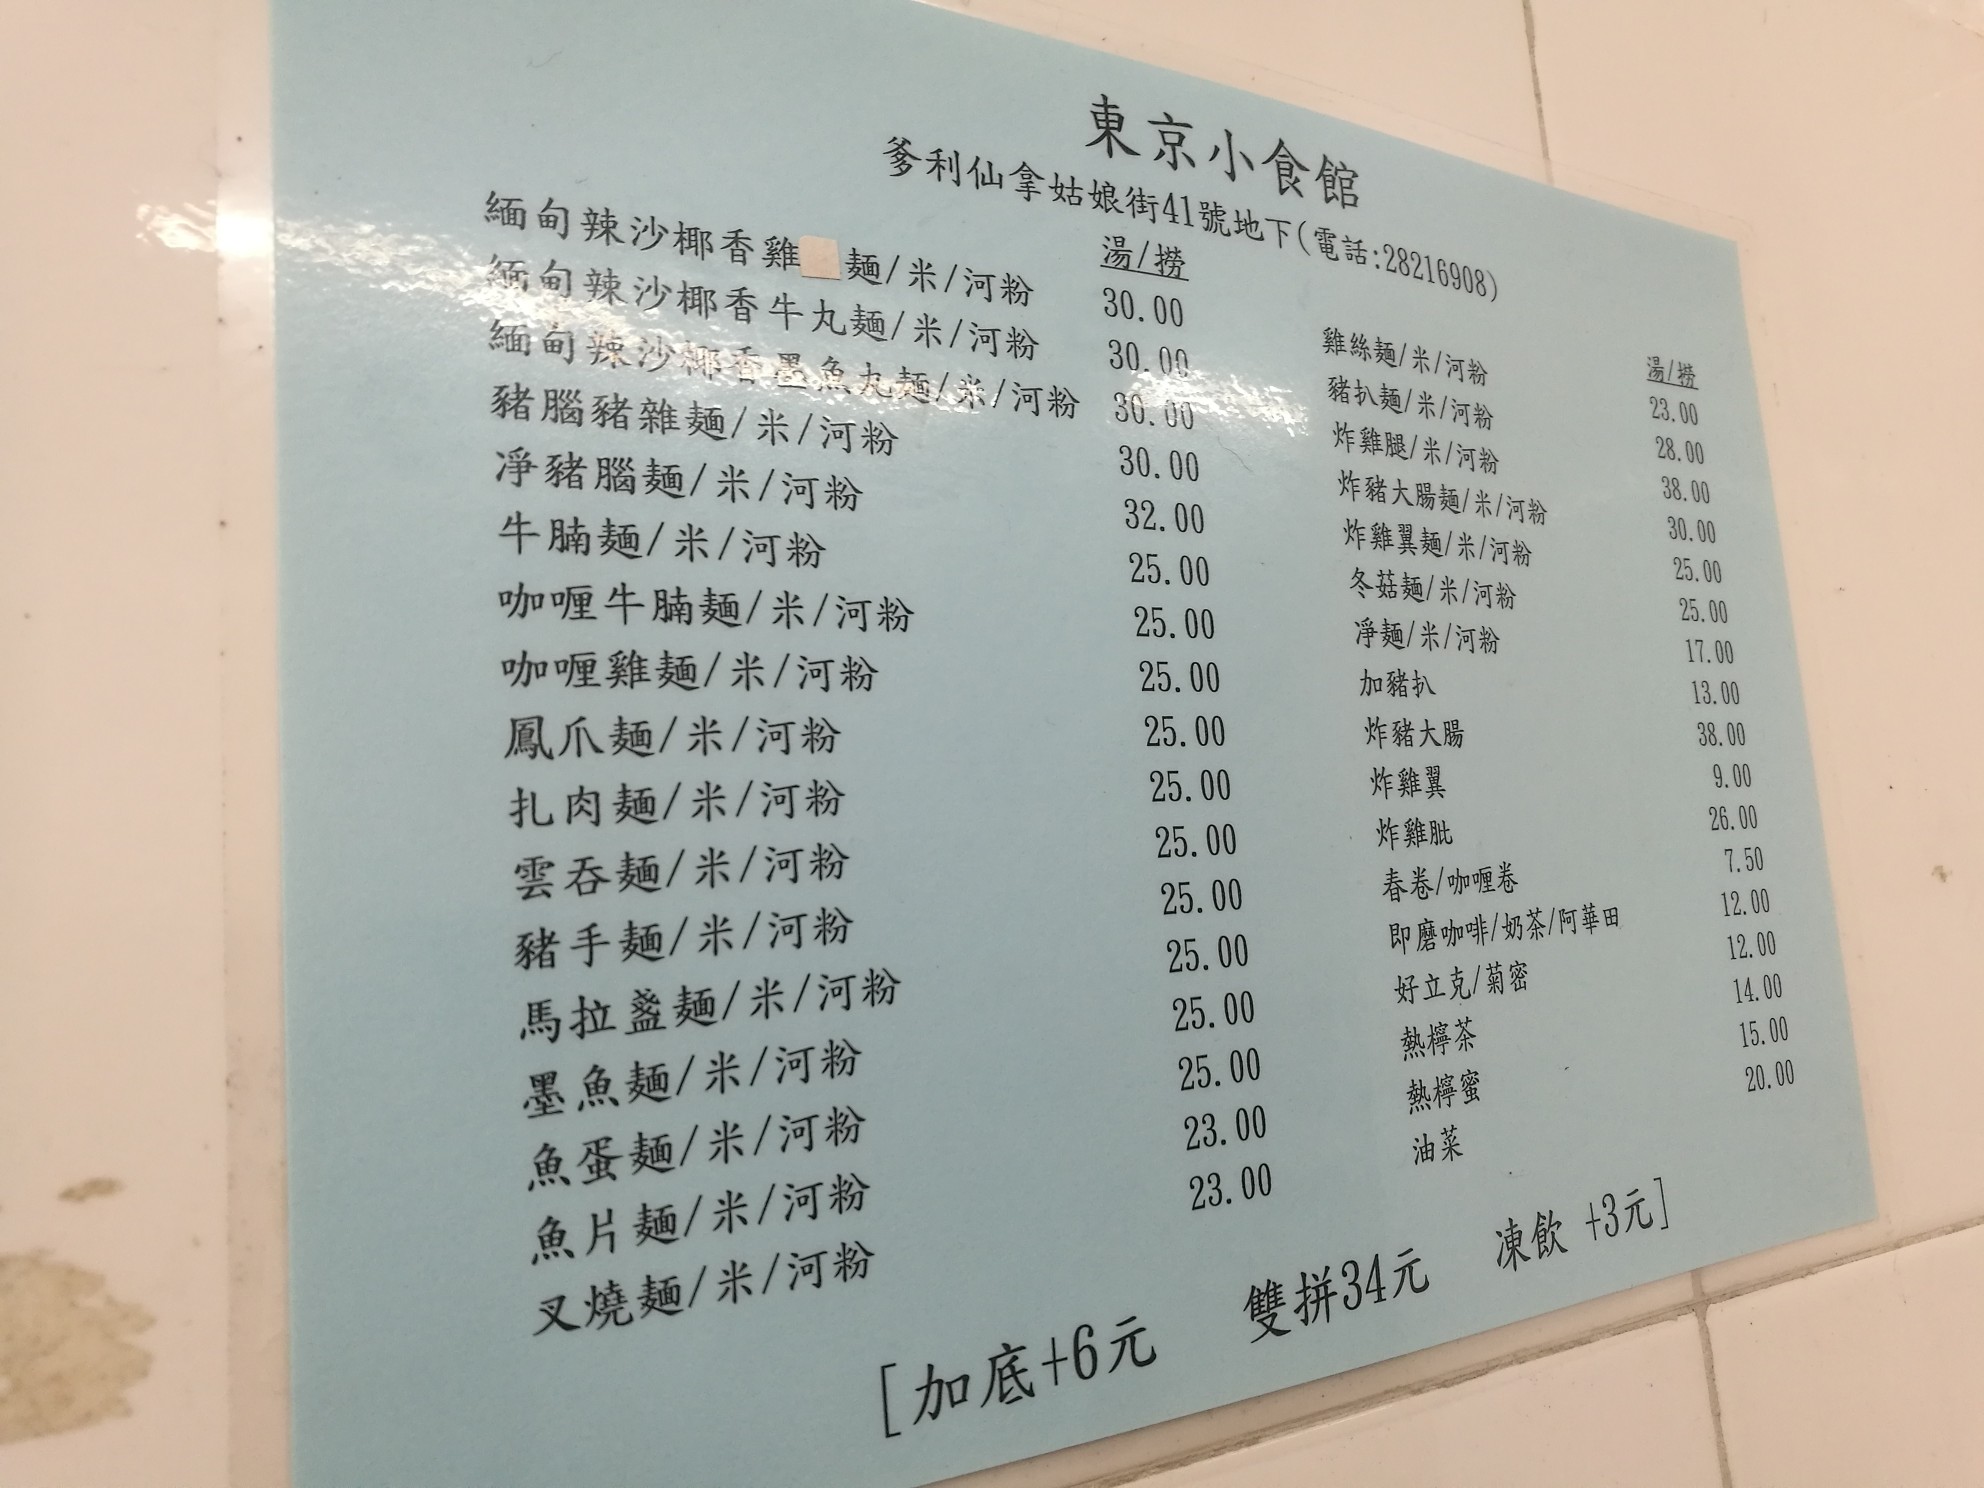 東京小食館
爹利仙拿姑娘街41號地下(電話:28216908)
湯/撈
緬甸辣沙椰香雞 麵/米/河粉 30.00
緬甸辣沙椰香牛丸麵/米/河粉 30.00
緬甸辣沙椰香墨魚丸麵/米/河粉 30.00
豬腦豬雜麵/米/河粉 30.00
凈豬腦麵/米/河粉 32.00
牛腩麵/米/河粉 25.00
咖喱牛腩麵/米/河粉 25.00
咖喱雞麵/米/河粉 25.00
鳳爪麵/米/河粉 25.00
扎肉麵/米/河粉 25.00
雲吞麵/米/河粉 25.00
豬手麵/米/河粉 25.00
馬拉盞麵/米/河粉 25.00
墨魚麵/米/河粉 25.00
魚蛋麵/米/河粉 25.00
魚片麵/米/河粉 23.00
叉燒麵/米/河粉 23.00
湯/撈
雞絲麵/米/河粉 23.00
豬扒麵/米/河粉 28.00
炸雞腿/米/河粉 38.00
炸豬大腸麵/米/河粉 30.00
炸雞翼麵/米/河粉 25.00
冬菇麵/米/河粉 25.00
凈麵/米/河粉 17.00
加豬扒 13.00
炸豬大腸 38.00
炸雞翼 9.00
炸雞肶 26.00
春卷/咖喱卷 7.50
即磨咖啡/奶茶/阿華田 12.00
好立克/菊密 12.00
熱檸茶 14.00
熱檸蜜 15.00
油菜 20.00
[加底+6元 雙拼34元 凍飲 +3元]